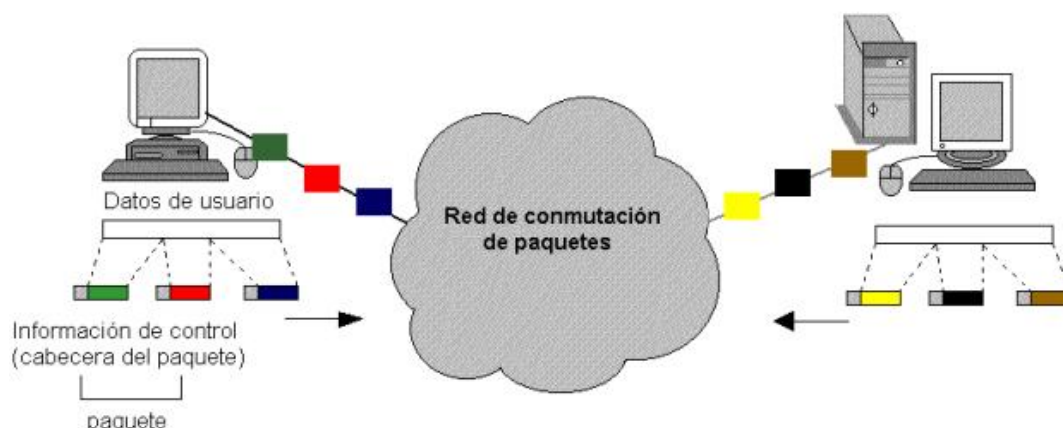 Datos de usuario
Red de conmutación
de paquetes
Información de control
(cabecera del paquete)
paquete